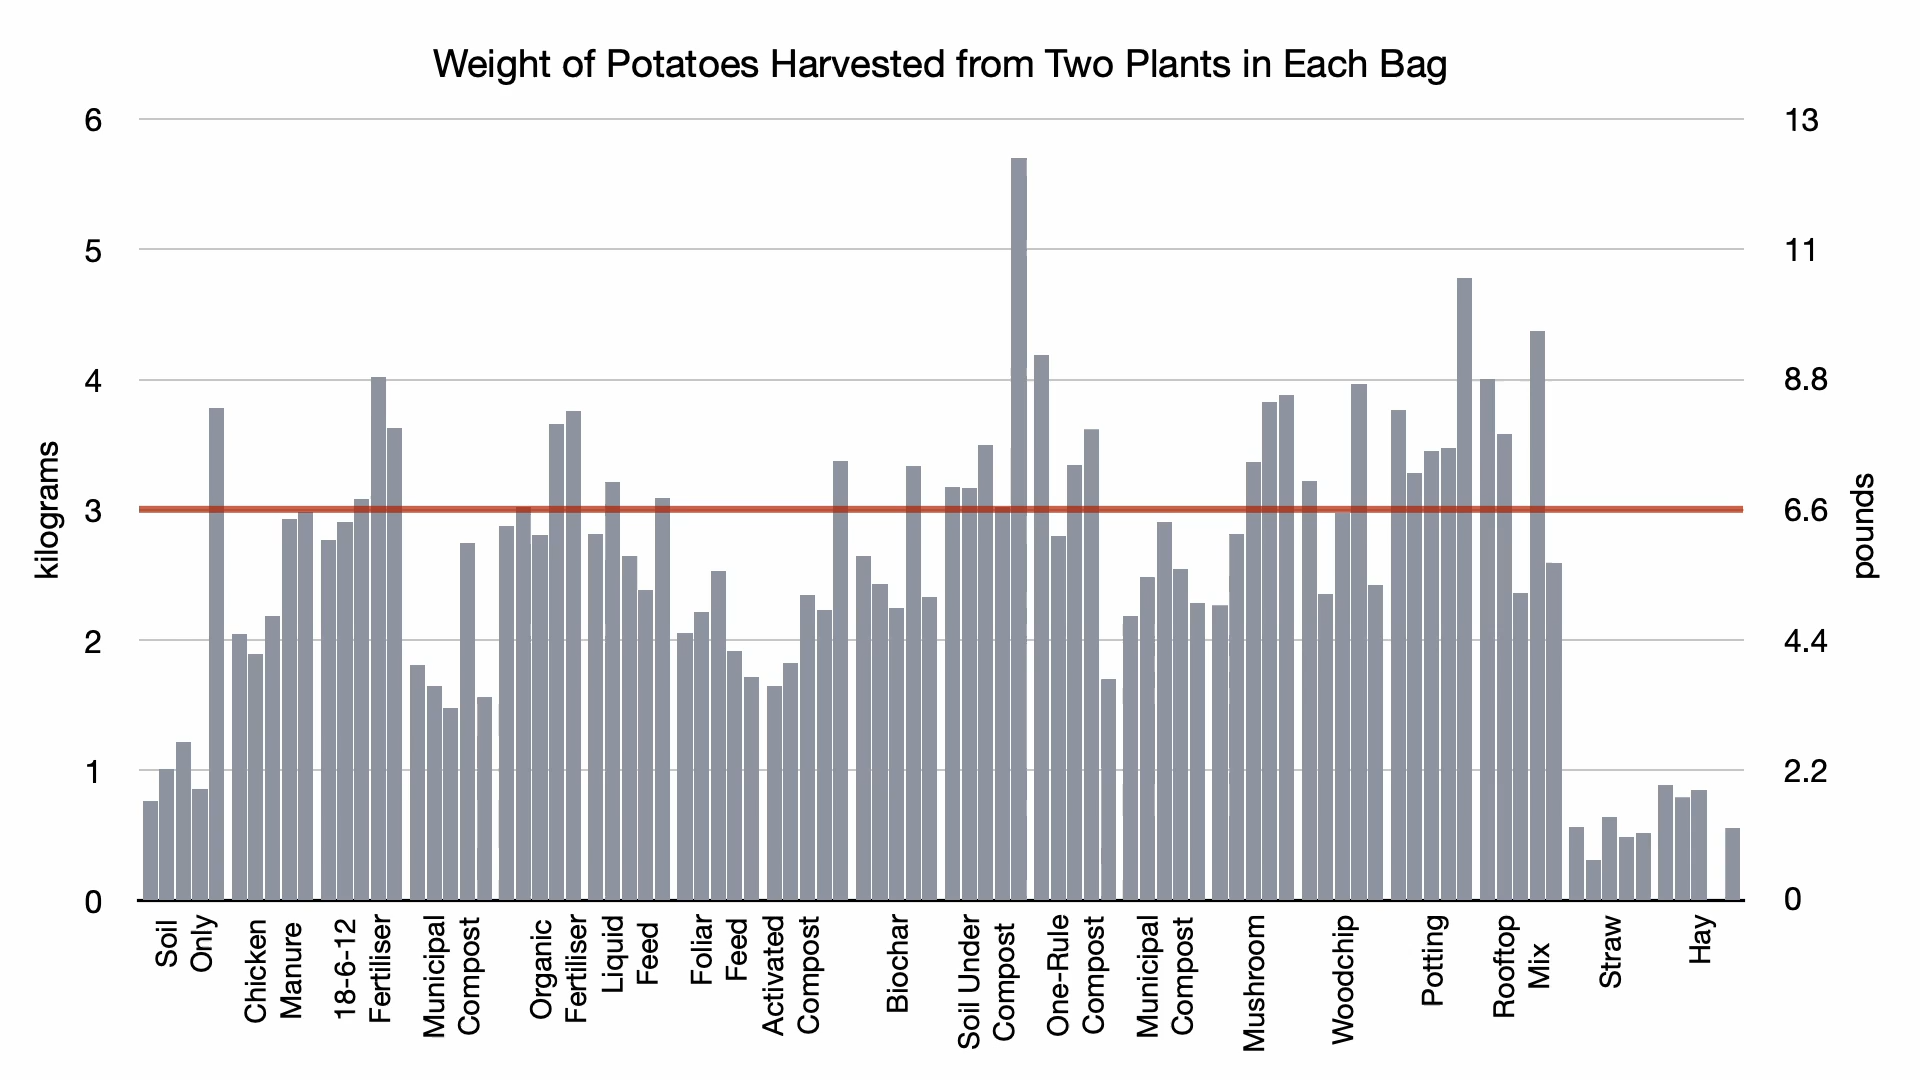 Weight of Potatoes Harvested from Two Plants in Each Bag
6
5
4
3
2
1
0
kilograms
13
11
8.8
6.6
4.4
2.2
0
pounds
Soil
Only
Chicken
Manure
18-6-12
Fertiliser
Municipal
Compost
Organic
Fertiliser
Liquid
Feed
Foliar
Feed
Activated
Compost
Biochar
Soil Under
Compost
One-Rule
Compost
Municipal
Compost
Mushroom
Woodchip
Potting
Rooftop
Mix
Straw
Hay